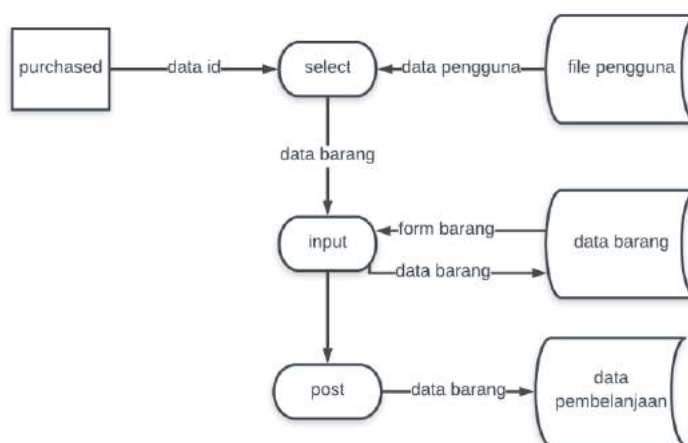 purchased
data id
select
data pengguna
file pengguna
data barang
input
form barang
data barang
data barang
post
data barang
data
pembelanjaan